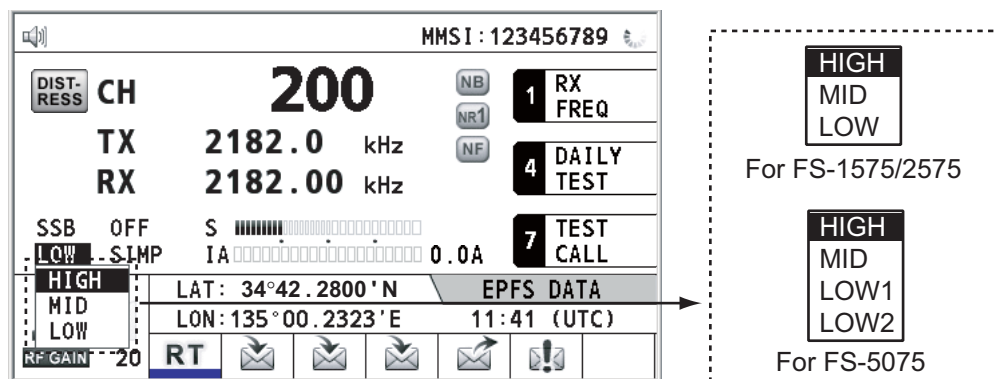 MMSI:123456789
DIST-
RESS
CH 200
NB
NR1
NF
1 RX
FREQ
TX 2182.0 kHz
RX 2182.00 kHz
4 DAILY
TEST
SSB OFF S
LOW SIMP IA 0.0A
7 TEST
CALL
HIGH
MID
LOW
LAT: 34°42.2800'N
EPFS DATA
LON:135°00.2323'E 11:41 (UTC)
RF GAIN 20
RT
HIGH
MID
LOW
For FS-1575/2575
HIGH
MID
LOW1
LOW2
For FS-5075